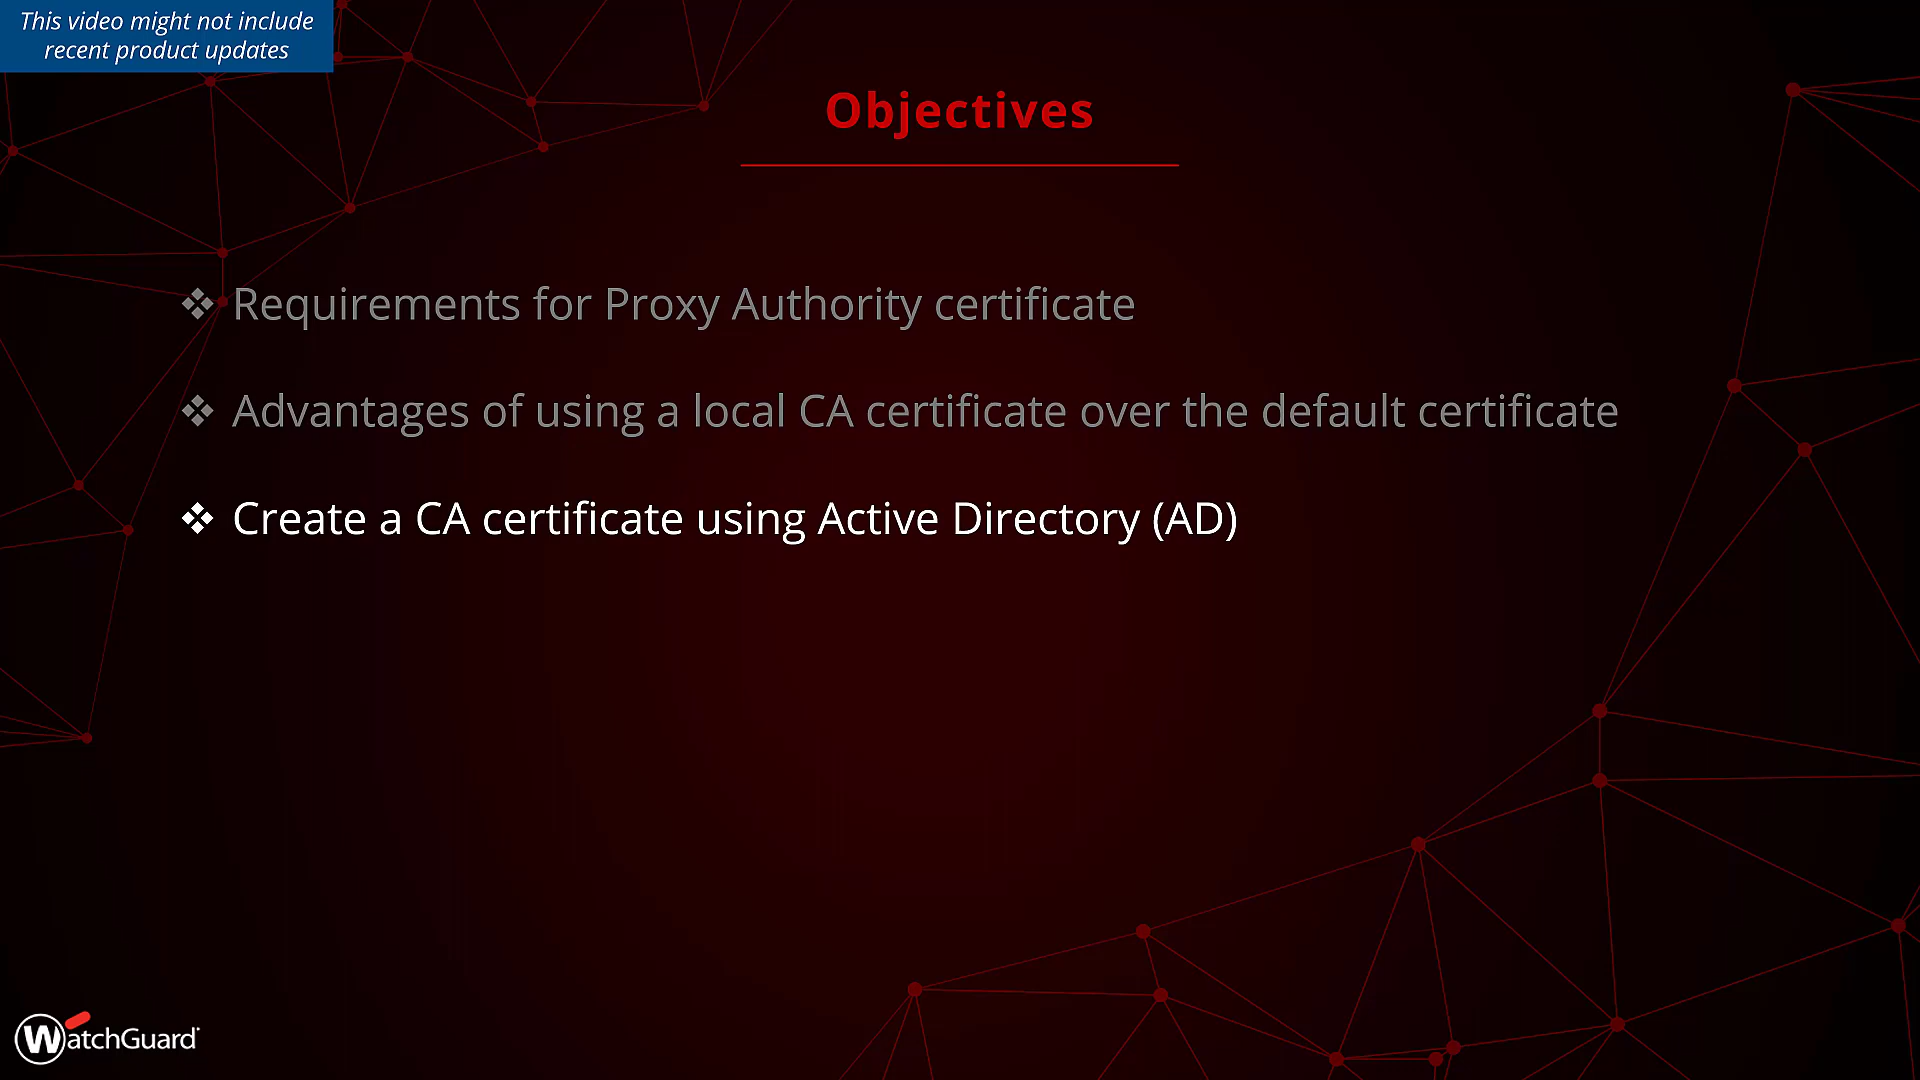 This video might not include
recent product updates
Objectives
❖ Requirements for Proxy Authority certificate
❖ Advantages of using a local CA certificate over the default certificate
❖ Create a CA certificate using Active Directory (AD)
WatchGuard